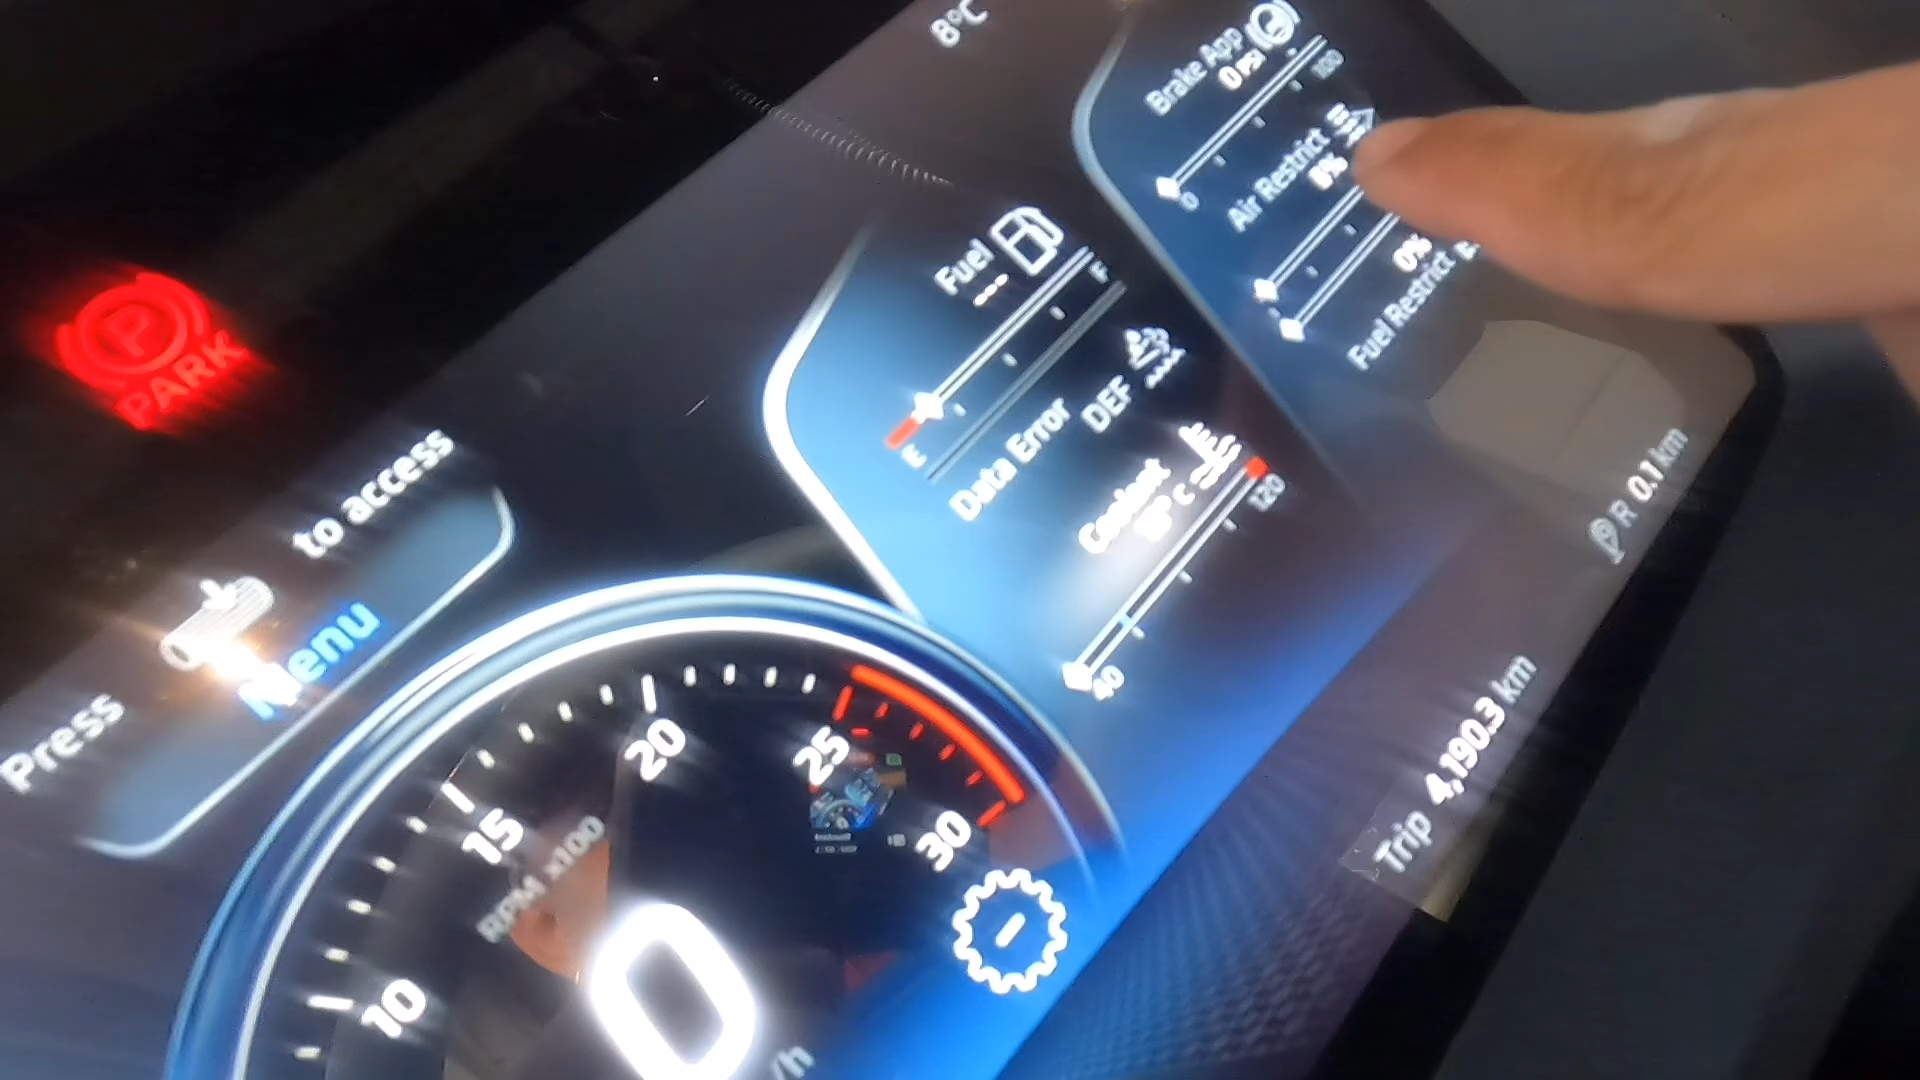 8°C
Brake App
0 PSI
100
0
Air Restrict
0%
0%
Fuel Restrict
Fuel
---
F
E
Data Error
DEF
Coolant
°C
120
40
P
PARK
Press
to access
Menu
10
15
20
25
30
RPM x100
0
/h
-
R 0.1 km
Trip 4,190.3 km